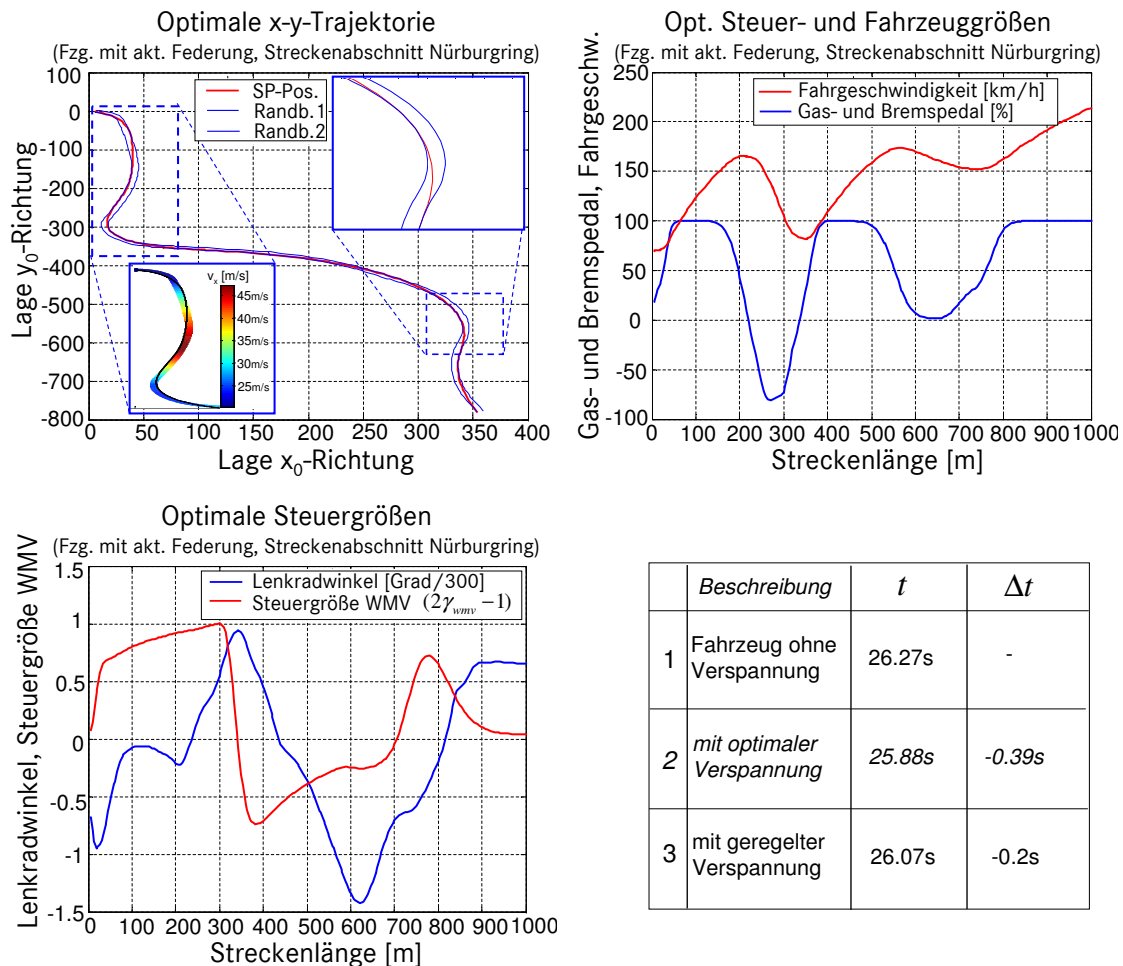 Optimale x-y-Trajektorie
(Fzg. mit akt. Federung, Streckenabschnitt Nürburgring)
100
0
-100
-200
-300
-400
-500
-600
-700
-800
0
50
100
150
200
250
300
350
400
Lage y0-Richtung
Lage x0-Richtung
SP-Pos.
Randb.1
Randb.2
vx [m/s]
45m/s
40m/s
35m/s
30m/s
25m/s
Opt. Steuer- und Fahrzeuggrößen
(Fzg. mit akt. Federung, Streckenabschnitt Nürburgring)
Gas- und Bremspedal, Fahrgeschw.
250
200
150
100
50
0
-50
-100
0
100
200
300
400
500
600
700
800
900
1000
Streckenlänge [m]
Fahrgeschwindigkeit [km/h]
Gas- und Bremspedal [%]
Optimale Steuergrößen
(Fzg. mit akt. Federung, Streckenabschnitt Nürburgring)
Lenkradwinkel, Steuergröße WMV
1.5
1
0.5
0
-0.5
-1
-1.5
0
100
200
300
400
500
600
700
800
900
1000
Streckenlänge [m]
Lenkradwinkel [Grad/300]
Steuergröße WMV (2γwmv −1)
Beschreibung t Δt
1 Fahrzeug ohne Verspannung 26.27s -
2 mit optimaler Verspannung 25.88s -0.39s
3 mit geregelter Verspannung 26.07s -0.2s